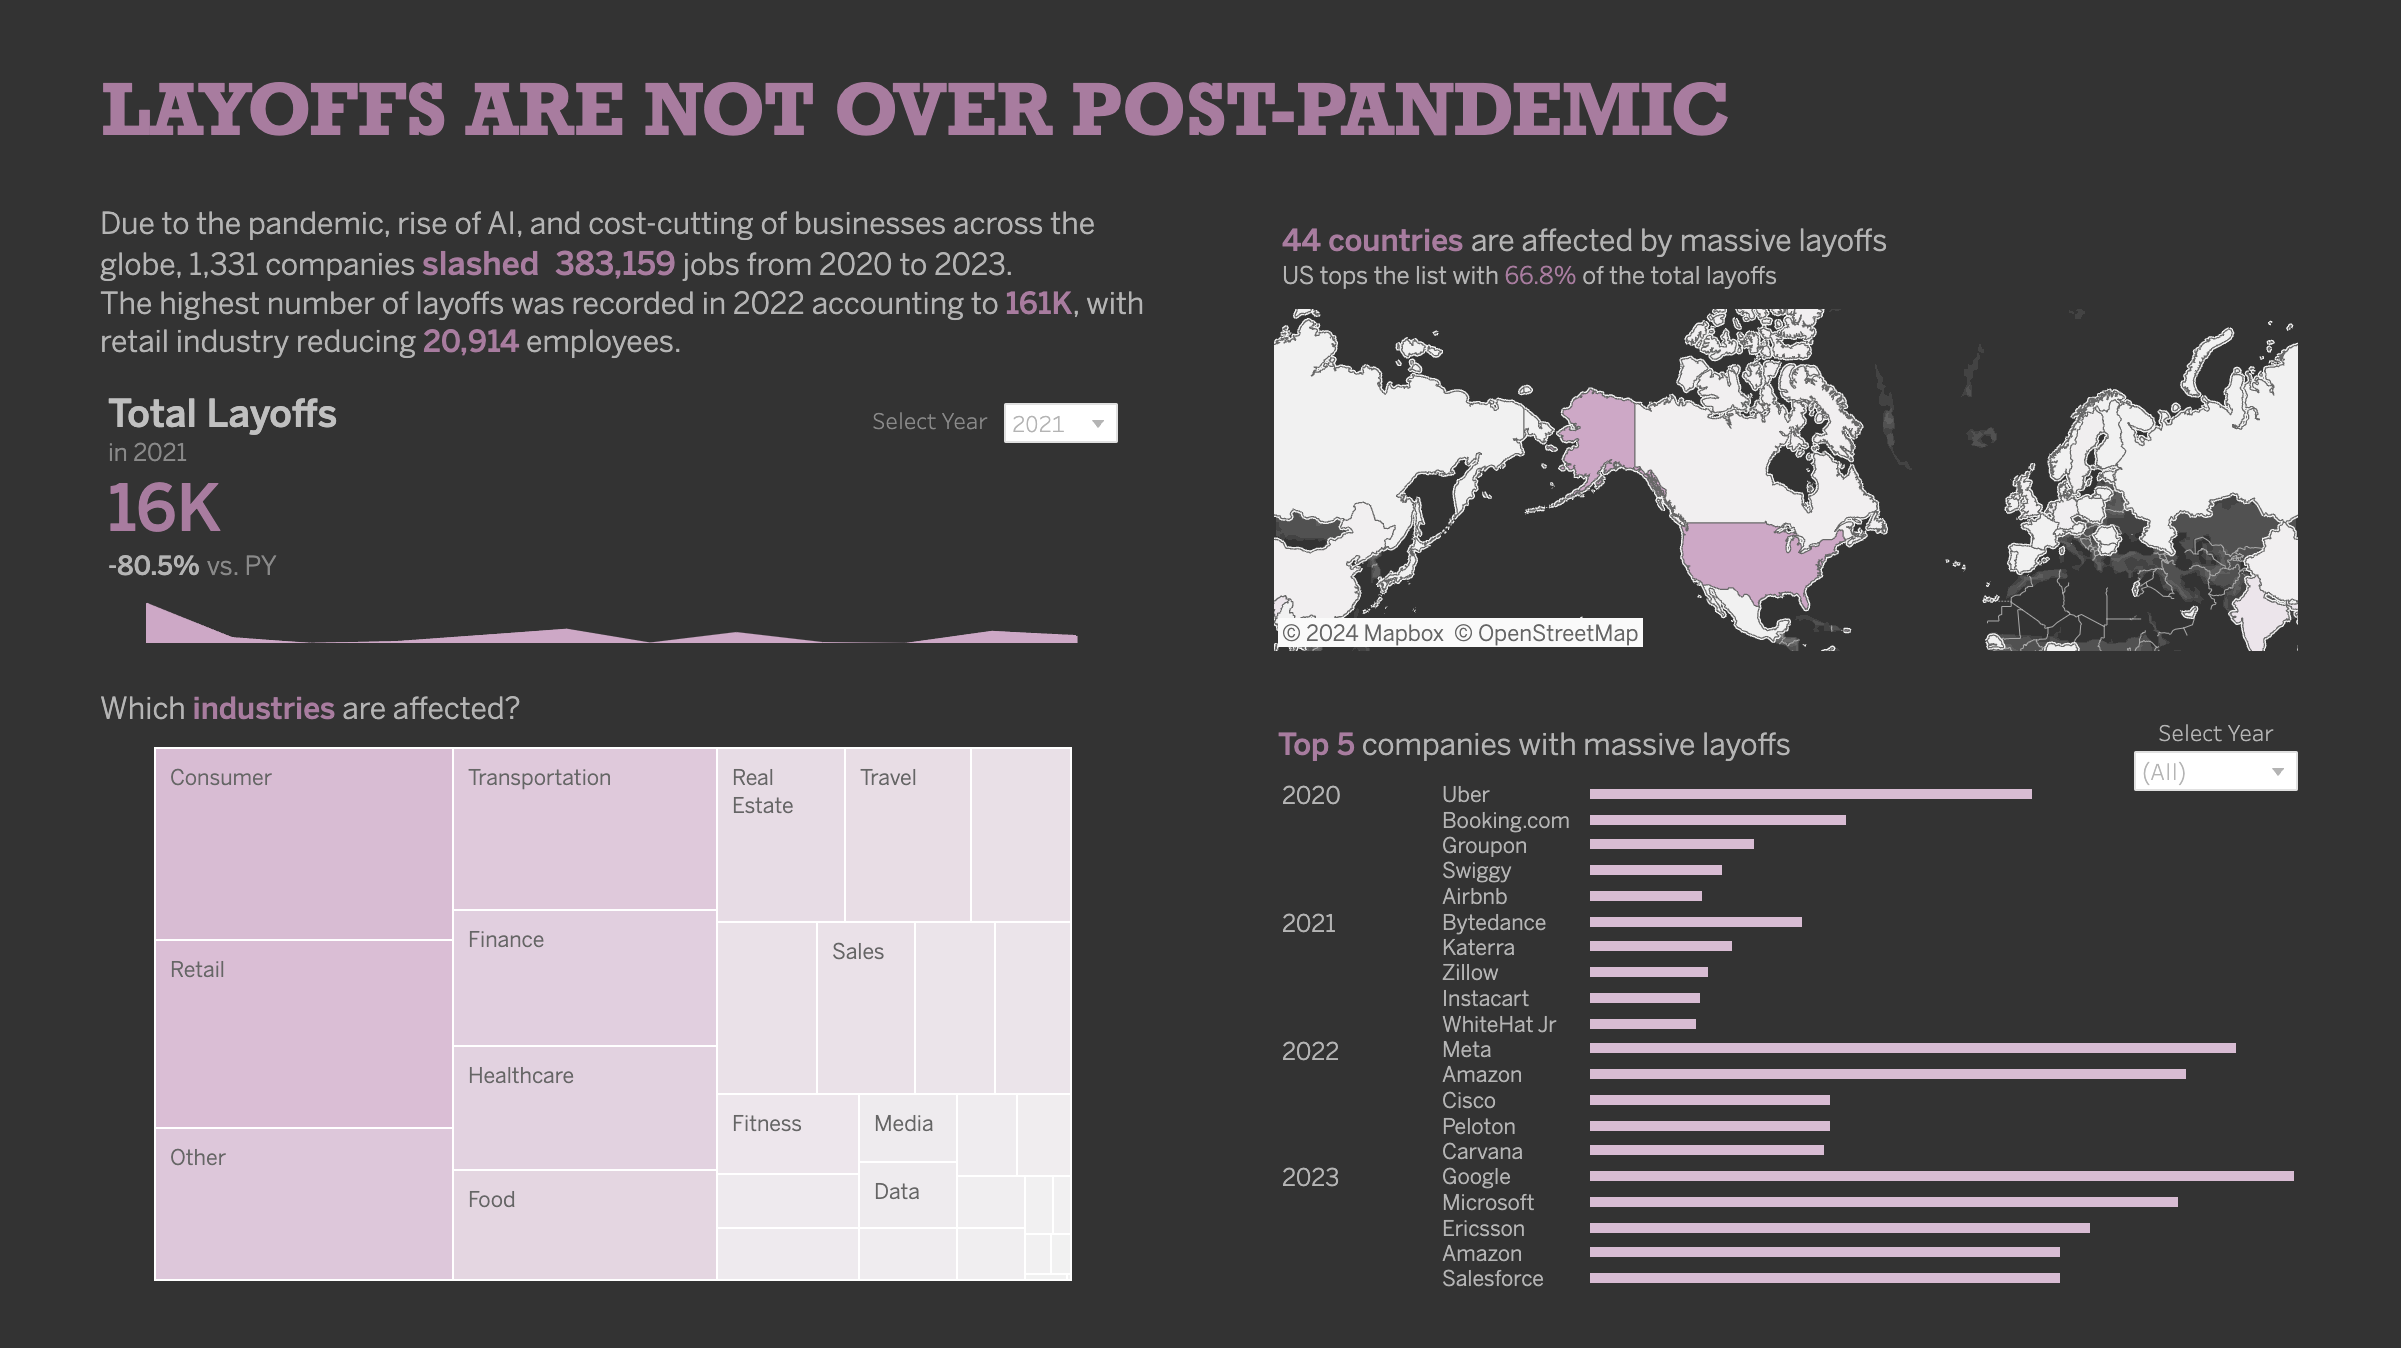 LAYOFFS ARE NOT OVER POST-PANDEMIC
Due to the pandemic, rise of AI, and cost-cutting of businesses across the
globe, 1,331 companies slashed  383,159 jobs from 2020 to 2023.
The highest number of layoffs was recorded in 2022 accounting to 161K, with
retail industry reducing 20,914 employees.
Total Layoffs
in 2021
16K
-80.5% vs. PY
Select Year
2021
Which industries are affected?
Consumer
Retail
Other
Transportation
Finance
Healthcare
Food
Real
Estate
Travel
Sales
Fitness
Media
Data
44 countries are affected by massive layoffs
US tops the list with 66.8% of the total layoffs
© 2024 Mapbox © OpenStreetMap
Top 5 companies with massive layoffs
Select Year
(All)
2020
Uber
Booking.com
Groupon
Swiggy
Airbnb
2021
Bytedance
Katerra
Zillow
Instacart
WhiteHat Jr
2022
Meta
Amazon
Cisco
Peloton
Carvana
2023
Google
Microsoft
Ericsson
Amazon
Salesforce